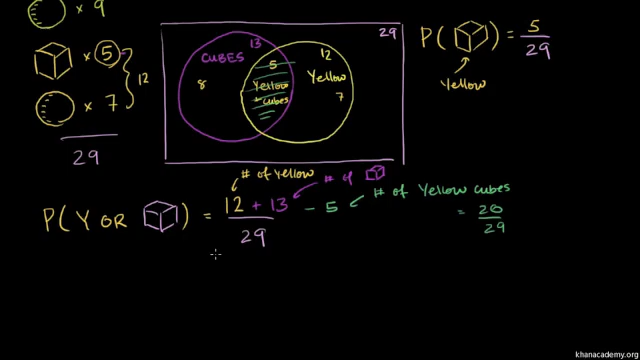 × 9
× 5
12
× 7
29
29
CUBES 13
8
5
Yellow
cubes
12
Yellow
7
P( ) = 5
29
Yellow
# of Yellow
# of
P( Y OR ) = 12 + 13 - 5
29
# of Yellow cubes
= 20
29
khanacademy.org